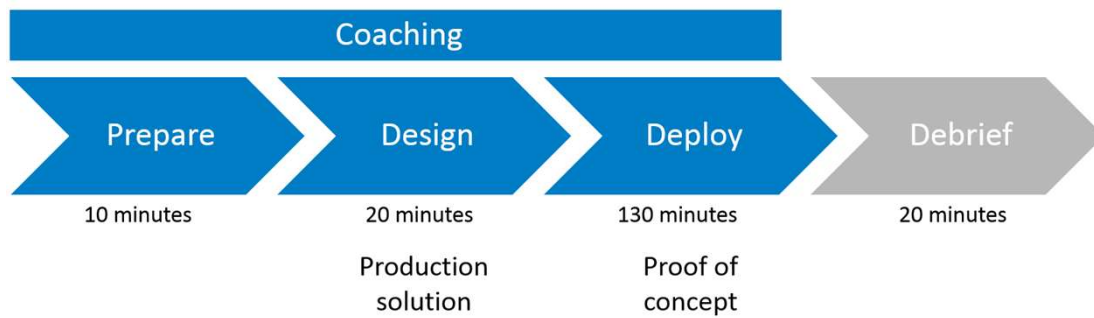 Coaching
Prepare
Design
Deploy
Debrief
10 minutes
20 minutes
130 minutes
20 minutes
Production
solution
Proof of
concept